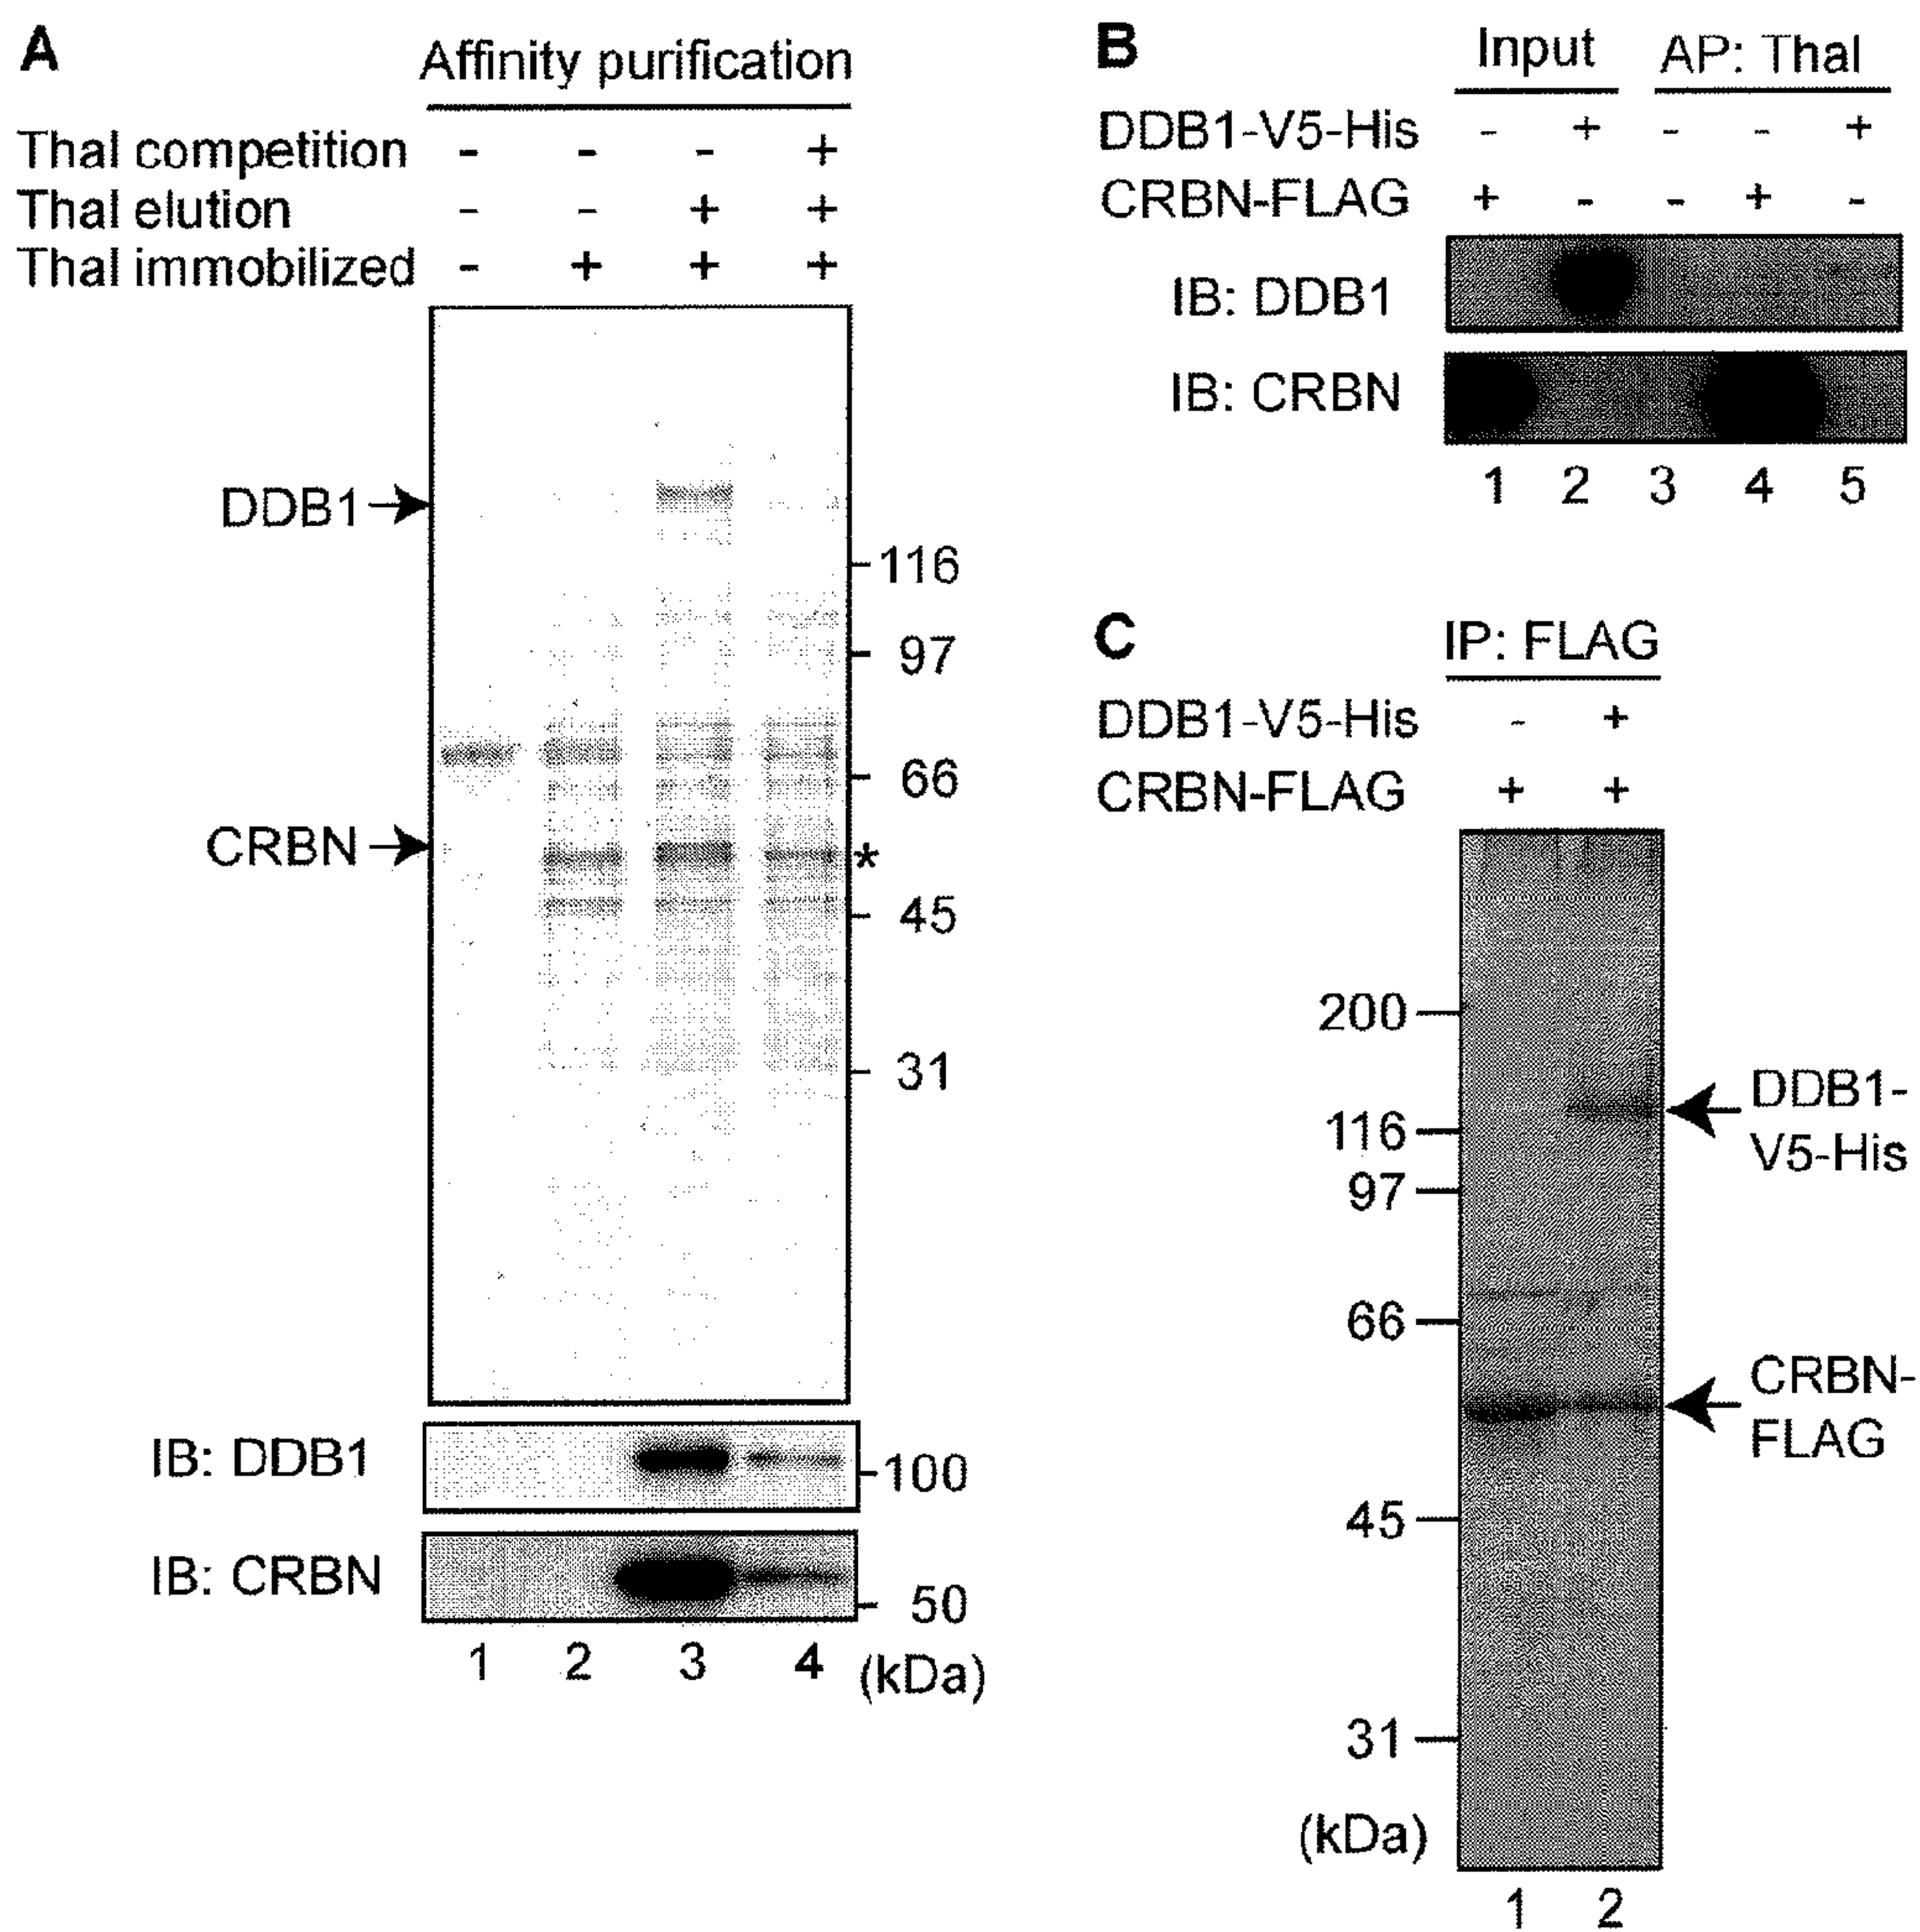 A
Affinity purification
Thal competition - - - +
Thal elution - - + +
Thal immobilized - + + +
DDB1
116
97
66
CRBN
*
45
31
IB: DDB1
100
IB: CRBN
50
1 2 3 4 (kDa)
B
Input AP: Thal
DDB1-V5-His - + - - +
CRBN-FLAG + - - + -
IB: DDB1
IB: CRBN
1 2 3 4 5
C
IP: FLAG
DDB1-V5-His - +
CRBN-FLAG + +
200
DDB1-
V5-His
116
97
66
CRBN-
FLAG
45
31
(kDa)
1 2